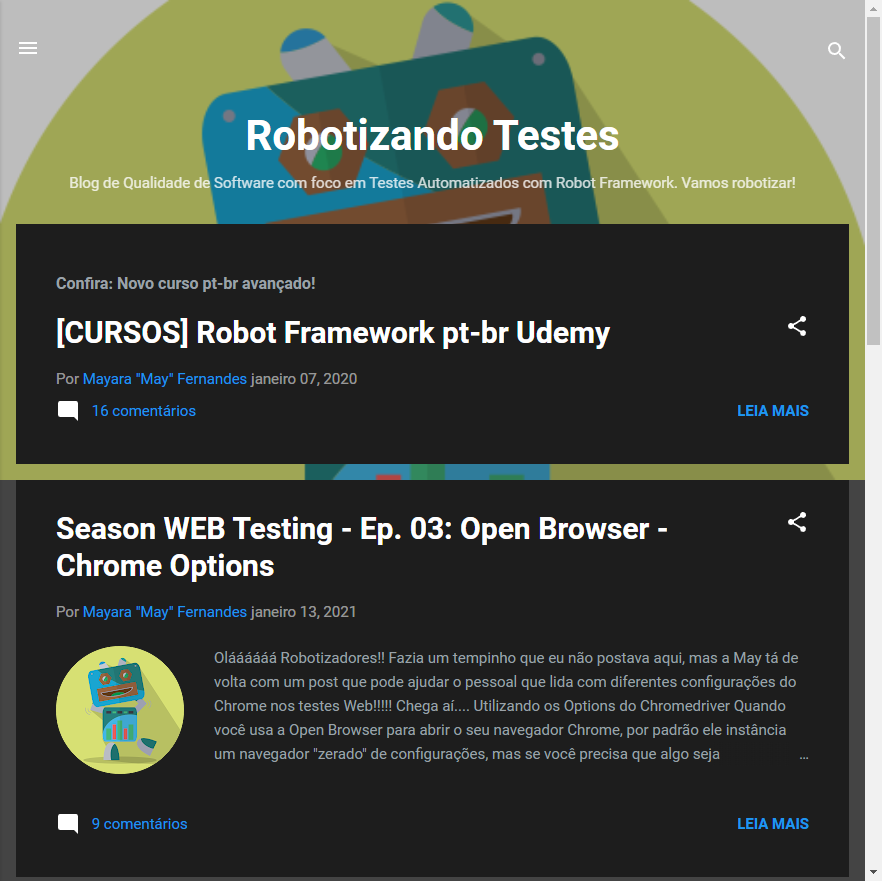 Robotizando Testes
Blog de Qualidade de Software com foco em Testes Automatizados com Robot Framework. Vamos robotizar!
Confira: Novo curso pt-br avançado!
[CURSOS] Robot Framework pt-br Udemy
Por Mayara "May" Fernandes janeiro 07, 2020
16 comentários
LEIA MAIS
Season WEB Testing - Ep. 03: Open Browser -
Chrome Options
Por Mayara "May" Fernandes janeiro 13, 2021
Oláááááá Robotizadores!! Fazia um tempinho que eu não postava aqui, mas a May tá de
volta com um post que pode ajudar o pessoal que lida com diferentes configurações do
Chrome nos testes Web!!!!! Chega aí.... Utilizando os Options do Chromedriver Quando
você usa a Open Browser para abrir o seu navegador Chrome, por padrão ele instância
um navegador "zerado" de configurações, mas se você precisa que algo seja ...
9 comentários
LEIA MAIS